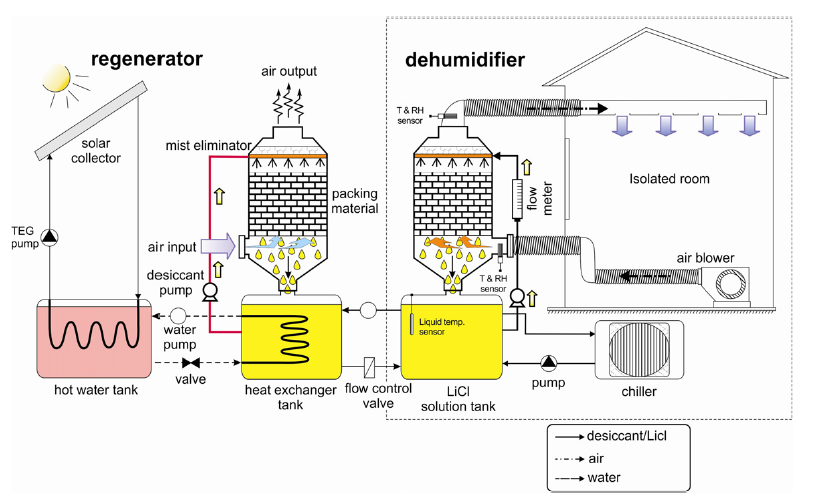 regenerator
dehumidifier
air output
T & RH
sensor
solar
collector
mist eliminator
packing
material
flow
meter
Isolated room
TEG
pump
air input
desiccant
pump
T & RH
sensor
air blower
water
pump
Liquid temp.
sensor
valve
hot water tank
heat exchanger
tank
flow control
valve
LiCl
solution tank
pump
chiller
desiccant/Licl
air
water